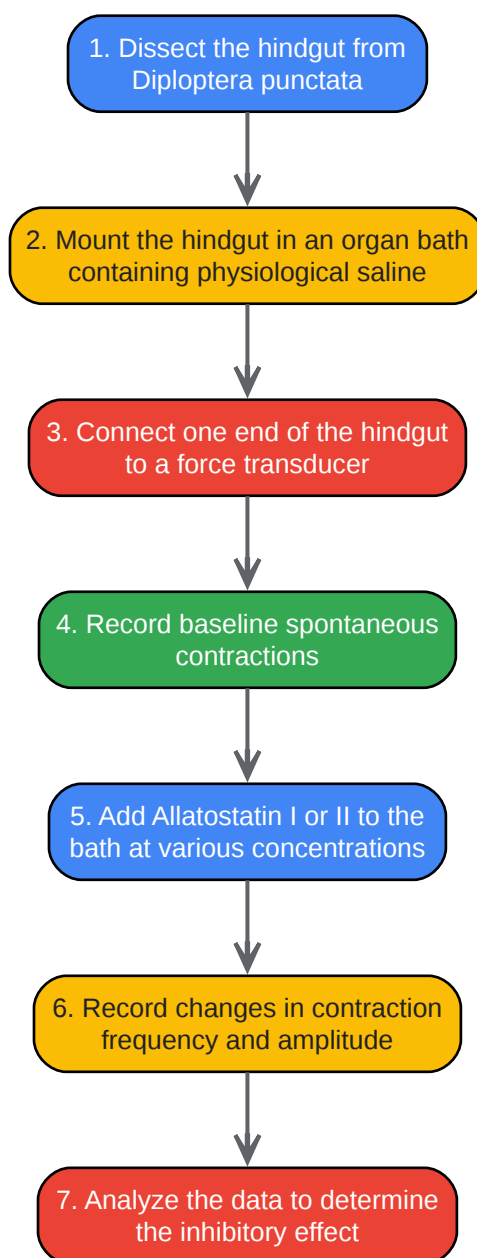 1. Dissect the hindgut from
Diploptera punctata
2. Mount the hindgut in an organ bath
containing physiological saline
3. Connect one end of the hindgut
to a force transducer
4. Record baseline spontaneous
contractions
5. Add Allatostatin I or II to the
bath at various concentrations
6. Record changes in contraction
frequency and amplitude
7. Analyze the data to determine
the inhibitory effect